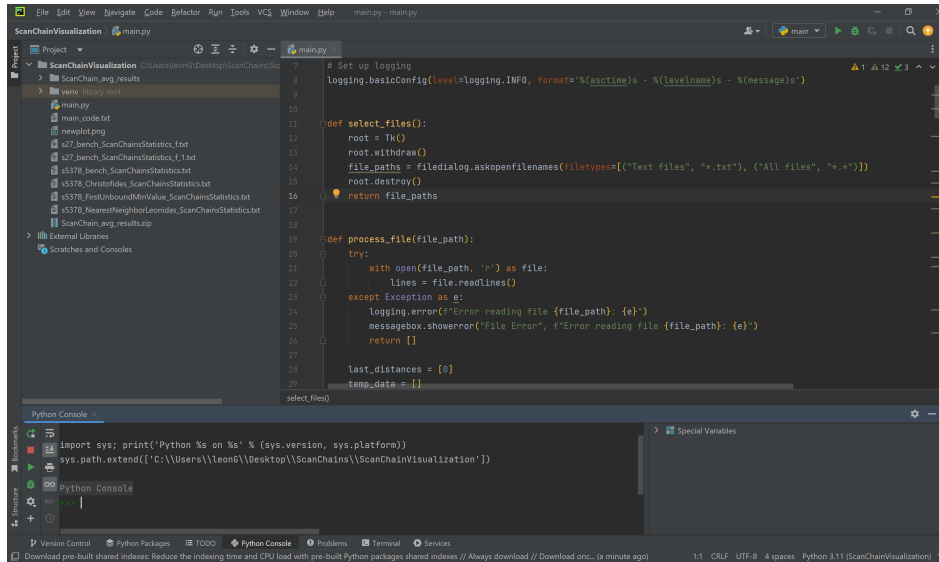 File Edit View Navigate Code Refactor Run Tools VCS Window Help main.py - main.py
ScanChainVisualization main.py main
Project main.py
ScanChainVisualization C:\Users\leonG\Desktop\ScanChains\Sc
ScanChain_avg_results
venv library root
main.py
main_code.txt
newplot.png
s27_bench_ScanChainsStatistics_f.txt
s27_bench_ScanChainsStatistics_f_1.txt
s5378_bench_ScanChainsStatistics.txt
s5378_Christofides_ScanChainsStatistics.txt
s5378_FirstUnboundMinValue_ScanChainsStatistics.txt
s5378_NearestNeighborLeonidas_ScanChainsStatistics.txt
ScanChain_avg_results.zip
External Libraries
Scratches and Consoles
Project
Bookmarks
Structure
1 12 3
7 # Set up logging
8 logging.basicConfig(level=logging.INFO, format='%(asctime)s - %(levelname)s - %(message)s')
9
10
11 def select_files():
12 root = Tk()
13 root.withdraw()
14 file_paths = filedialog.askopenfilenames(filetypes=[("Text files", "*.txt"), ("All files", "*.*")])
15 root.destroy()
16 return file_paths
17
18
19 def process_file(file_path):
20 try:
21 with open(file_path, 'r') as file:
22 lines = file.readlines()
23 except Exception as e:
24 logging.error(f"Error reading file {file_path}: {e}")
25 messagebox.showerror("File Error", f"Error reading file {file_path}: {e}")
26 return []
27
28 last_distances = [0]
29 temp_data = []
select_files()
Python Console
import sys; print('Python %s on %s' % (sys.version, sys.platform))
sys.path.extend(['C:\\Users\\leonG\\Desktop\\ScanChains\\ScanChainVisualization'])
Python Console
>>>
Special Variables
Version Control Python Packages TODO Python Console Problems Terminal Services
Download pre-built shared indexes: Reduce the indexing time and CPU load with pre-built Python packages shared indexes // Always download // Download onc... (a minute ago) 1:1 CRLF UTF-8 4 spaces Python 3.11 (ScanChainVisualization)